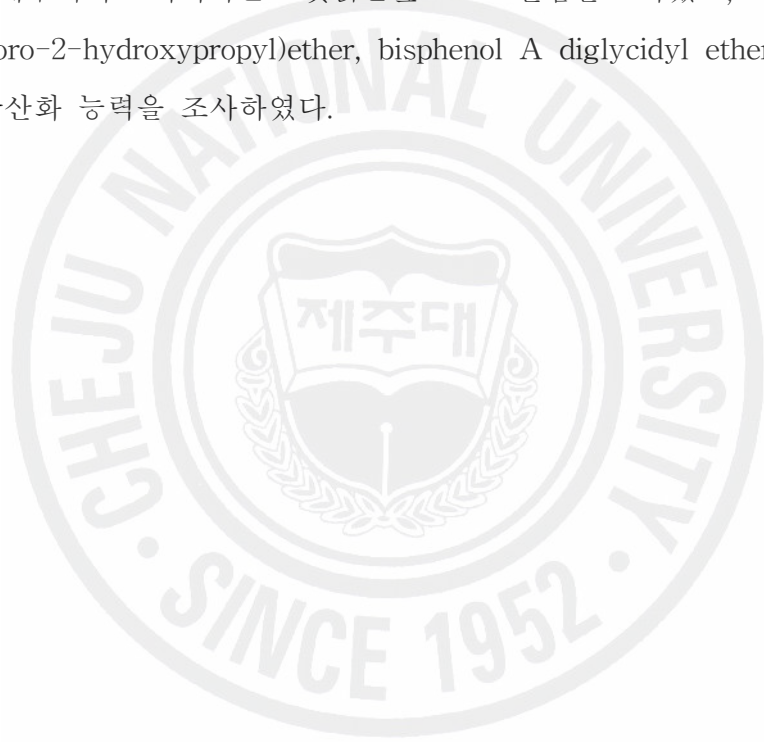 oro-2-hydroxypropyl)ether, bisphenol A diglycidyl ether
산화 능력을 조사하였다.
CHEJU NATIONAL UNIVERSITY
제주대
· SINCE 1952 ·